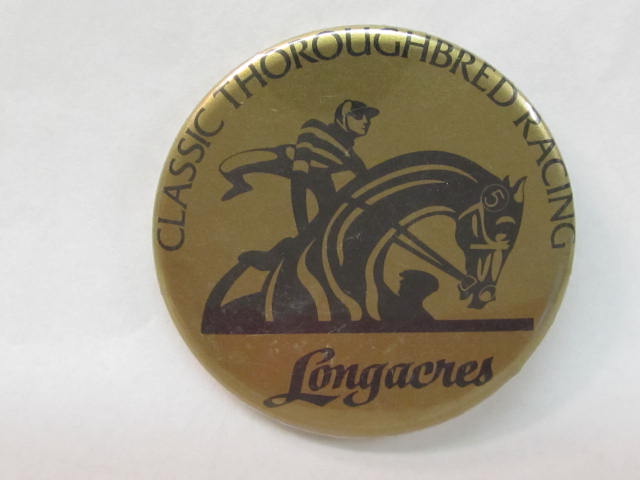 CLASSIC THOROUGHBRED RACING
5
Longacres